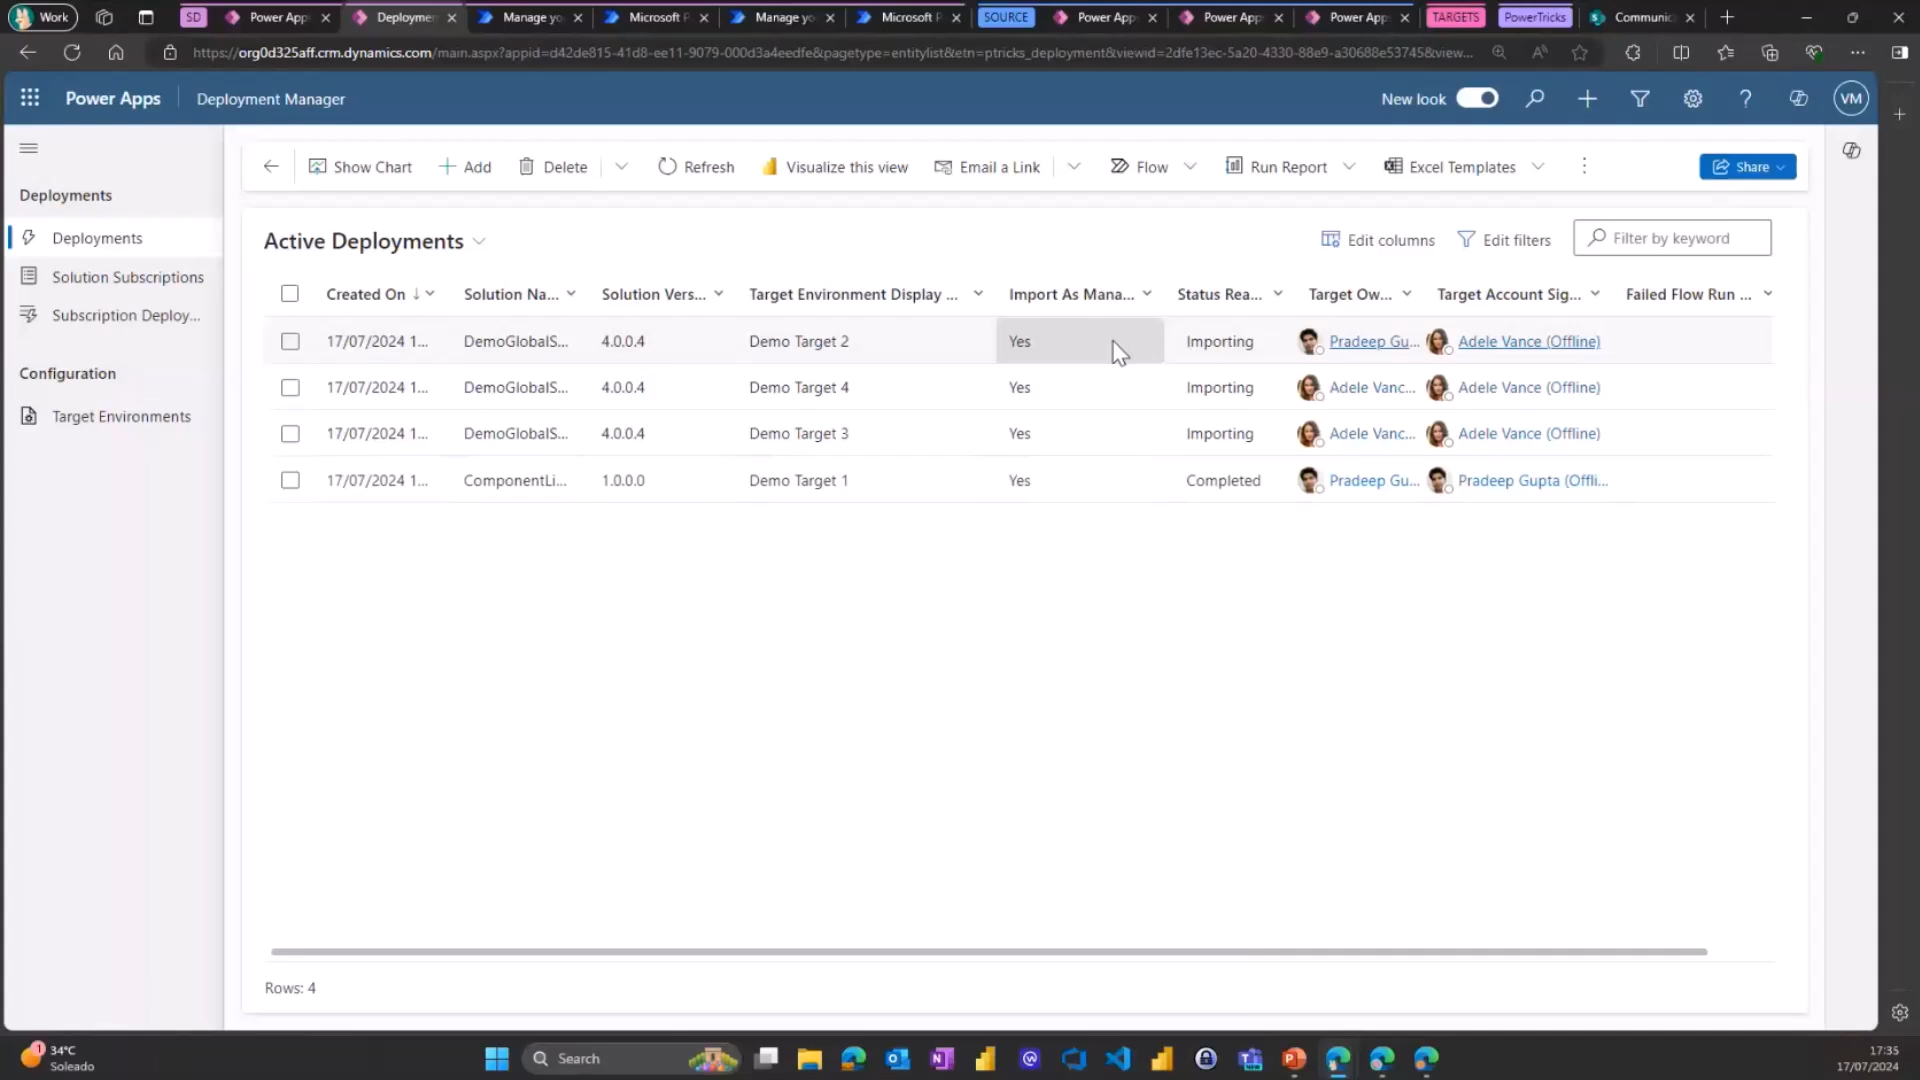 Work
SD
Power App
Deploymen
Manage yo
Microsoft P
Manage yo
Microsoft P
SOURCE
Power App
Power App
Power App
TARGETS
PowerTricks
Communic
https://org0d325aff.crm.dynamics.com/main.aspx?appid=d42de815-41d8-ee11-9079-000d3a4eedfe&pagetype=entitylist&etn=ptricks_deployment&viewid=2dfe13ec-5a20-4330-88e9-a30688e53745&view...
Power Apps
Deployment Manager
New look
VM
Show Chart
Add
Delete
Refresh
Visualize this view
Email a Link
Flow
Run Report
Excel Templates
Share
Deployments
Deployments
Solution Subscriptions
Subscription Deploy...
Configuration
Target Environments
Active Deployments
Edit columns
Edit filters
Filter by keyword
Created On
Solution Na...
Solution Vers...
Target Environment Display ...
Import As Mana...
Status Rea...
Target Ow...
Target Account Sig...
Failed Flow Run ...
17/07/2024 1... DemoGlobalS... 4.0.0.4 Demo Target 2 Yes Importing Pradeep Gu... Adele Vance (Offline)
17/07/2024 1... DemoGlobalS... 4.0.0.4 Demo Target 4 Yes Importing Adele Vanc... Adele Vance (Offline)
17/07/2024 1... DemoGlobalS... 4.0.0.4 Demo Target 3 Yes Importing Adele Vanc... Adele Vance (Offline)
17/07/2024 1... ComponentLi... 1.0.0.0 Demo Target 1 Yes Completed Pradeep Gu... Pradeep Gupta (Offli...
Rows: 4
1
34°C
Soleado
Search
17:35
17/07/2024